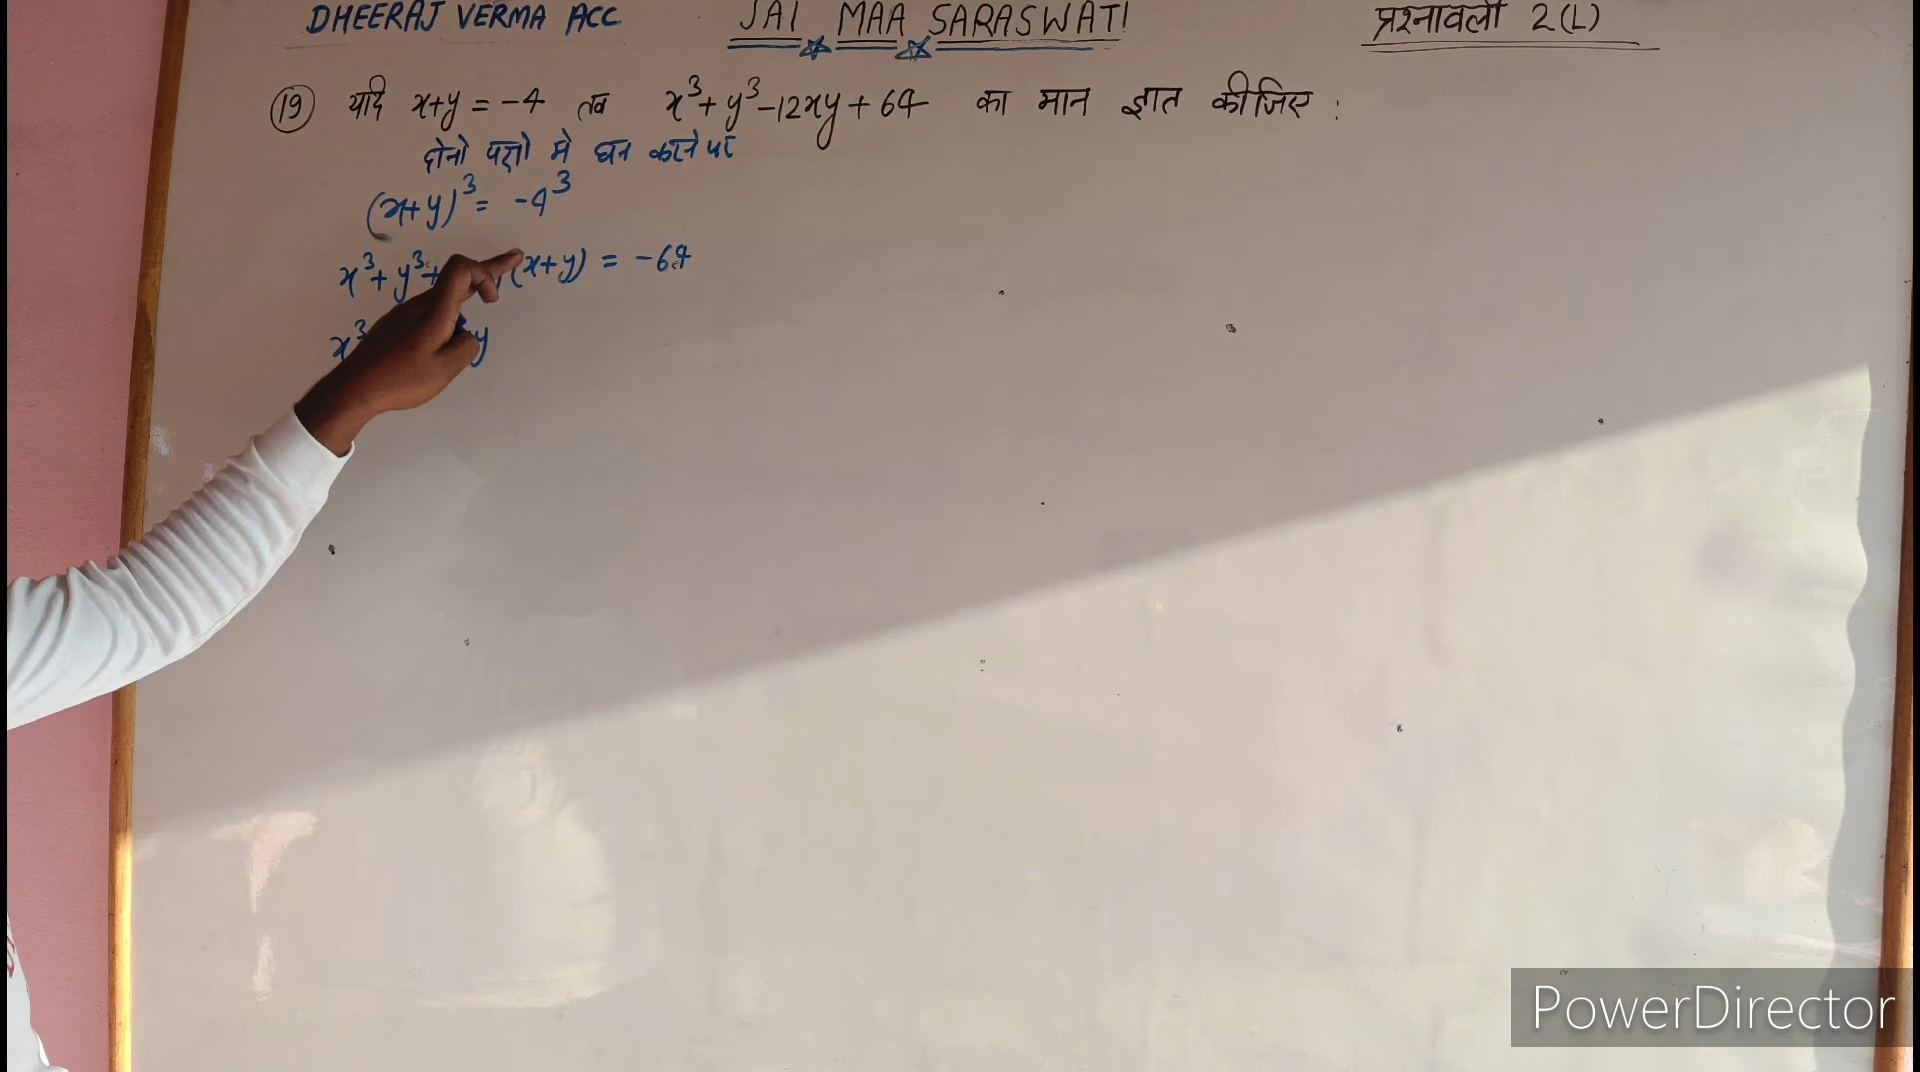 DHEERAJ VERMA ACC JAI MAA SARASWATI प्रश्नावली 2(L)
19 यदि x+y = -4 तब x³+y³-12xy+64 का मान ज्ञात कीजिए :
दोनो पक्षो मे घन करने पर
(x+y)³ = -4³
x³+y³+ (x+y) = -64
x³ y
PowerDirector